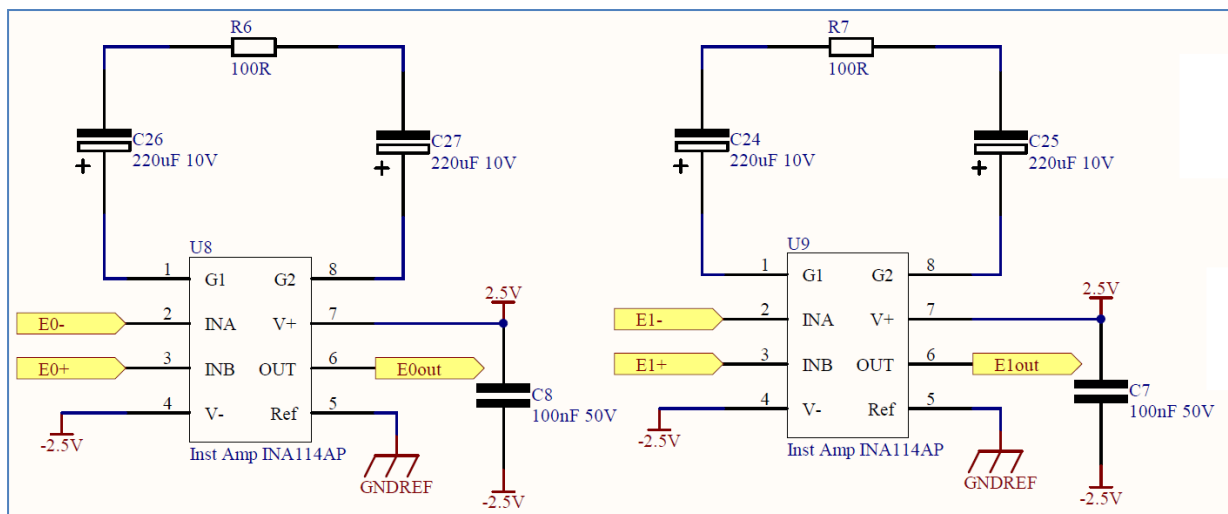 R6
100R
C26
220uF 10V
+
C27
220uF 10V
+
U8
1
G1
G2
8
E0-
2
INA
V+
7
2.5V
E0+
3
INB
OUT
6
E0out
4
V-
Ref
5
-2.5V
C8
100nF 50V
Inst Amp INA114AP
GNDREF
-2.5V
R7
100R
C24
220uF 10V
+
C25
220uF 10V
+
U9
1
G1
G2
8
E1-
2
INA
V+
7
2.5V
E1+
3
INB
OUT
6
E1out
4
V-
Ref
5
-2.5V
C7
100nF 50V
Inst Amp INA114AP
GNDREF
-2.5V